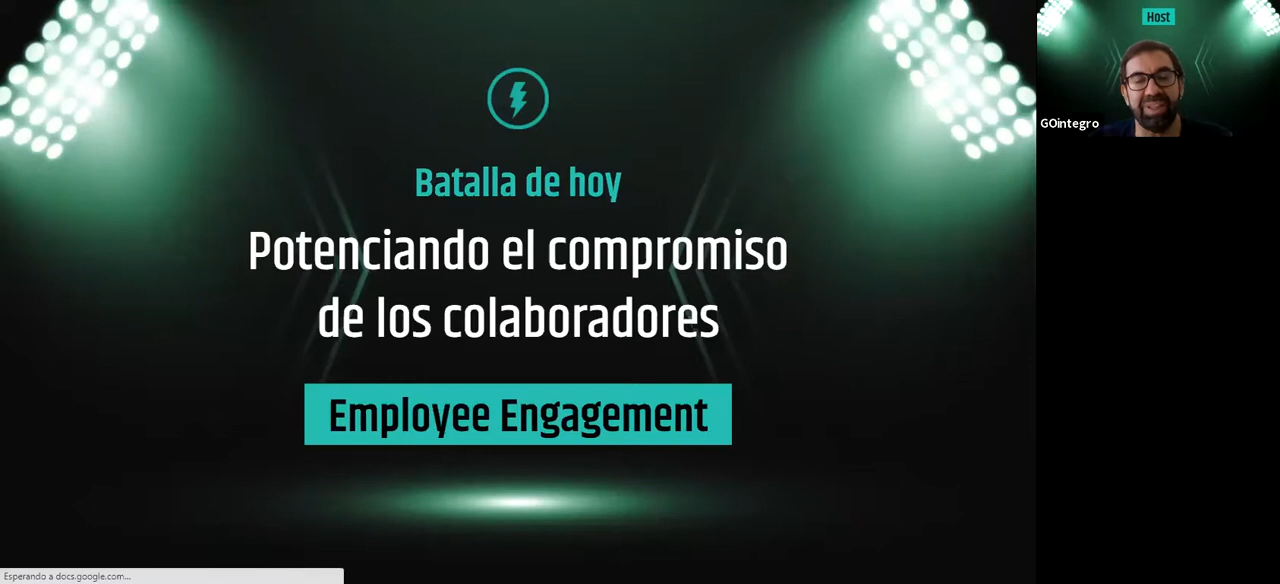 Batalla de hoy
Potenciando el compromiso
de los colaboradores
Employee Engagement
Host
GOintegro
Esperando a docs.google.com...